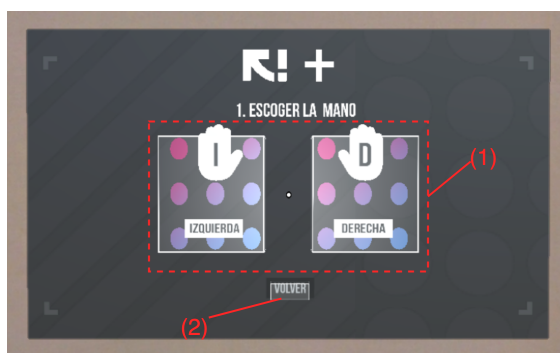 1. ESCOGER LA MANO
I
D
(1)
IZQUIERDA
DERECHA
VOLVER
(2)